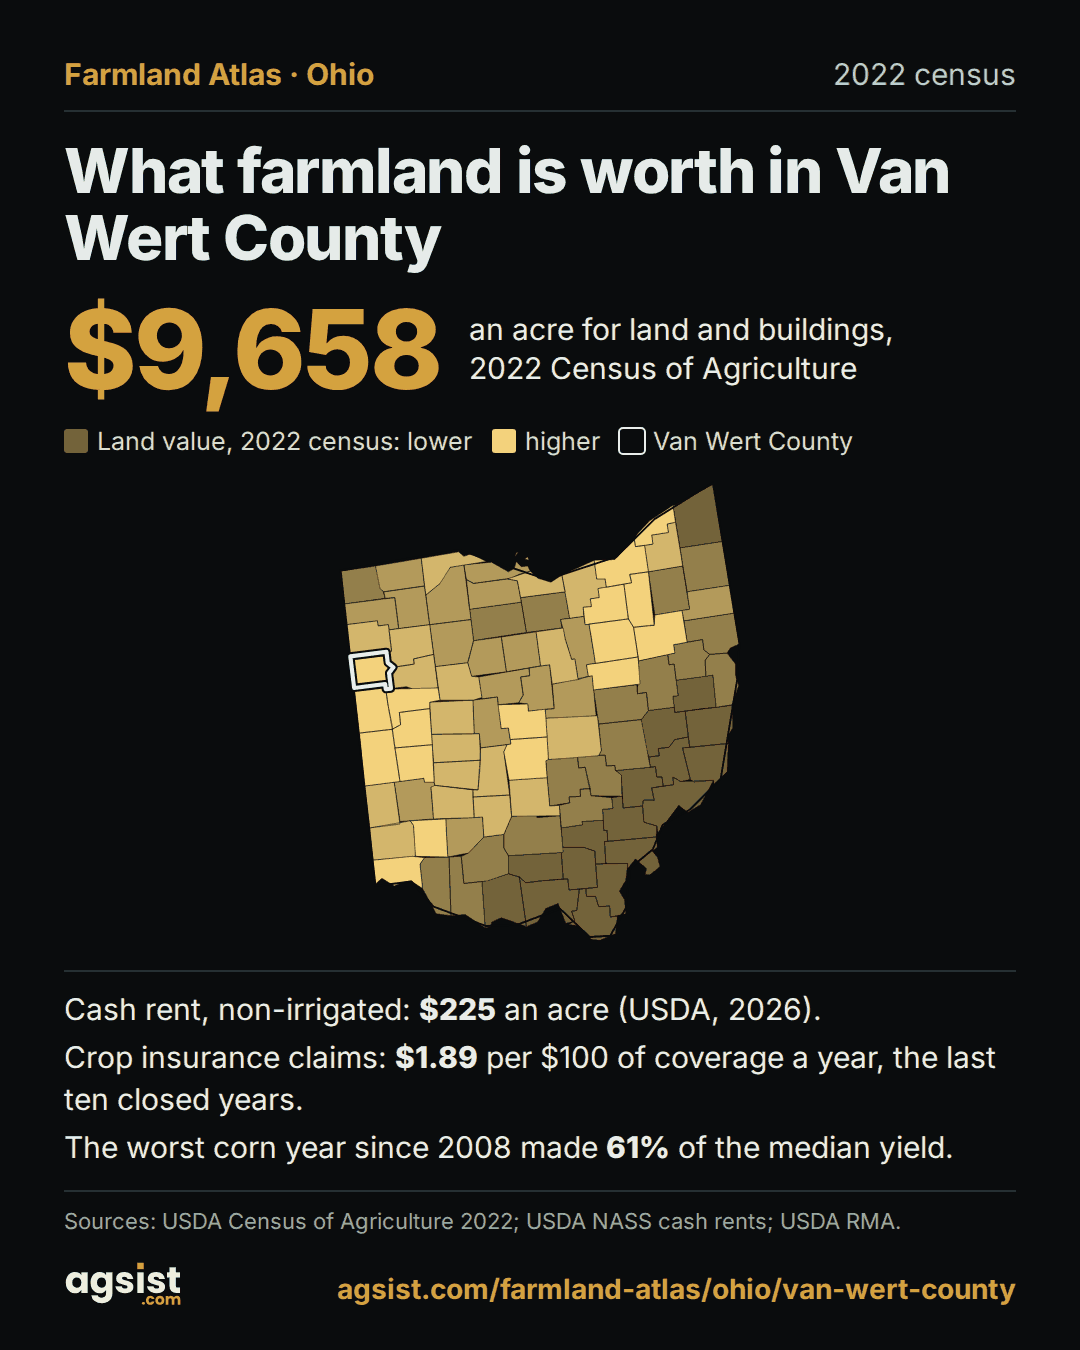 Farmland Atlas · Ohio
2022 census
What farmland is worth in Van
Wert County
$9,658
an acre for land and buildings,
2022 Census of Agriculture
Land value, 2022 census: lower
higher
Van Wert County
Cash rent, non-irrigated: $225 an acre (USDA, 2026).
Crop insurance claims: $1.89 per $100 of coverage a year, the last
ten closed years.
The worst corn year since 2008 made 61% of the median yield.
Sources: USDA Census of Agriculture 2022; USDA NASS cash rents; USDA RMA.
agsist
.com
agsist.com/farmland-atlas/ohio/van-wert-county